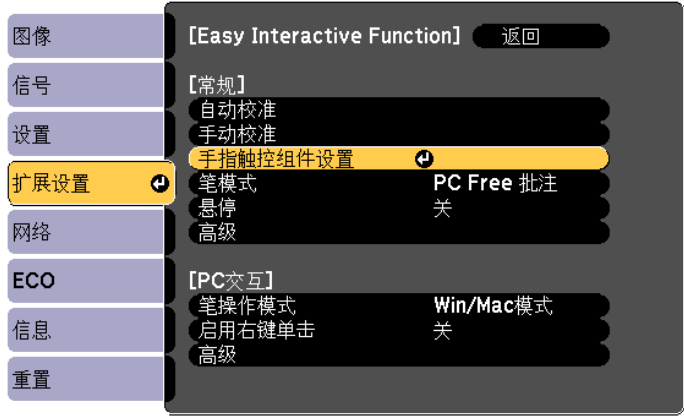 图像
信号
设置
扩展设置
网络
ECO
信息
重置
[Easy Interactive Function] 返回
[常规]
自动校准
手动校准
手指触控组件设置
笔模式 PC Free 批注
悬停 关
高级
[PC交互]
笔操作模式 Win/Mac模式
启用右键单击 关
高级